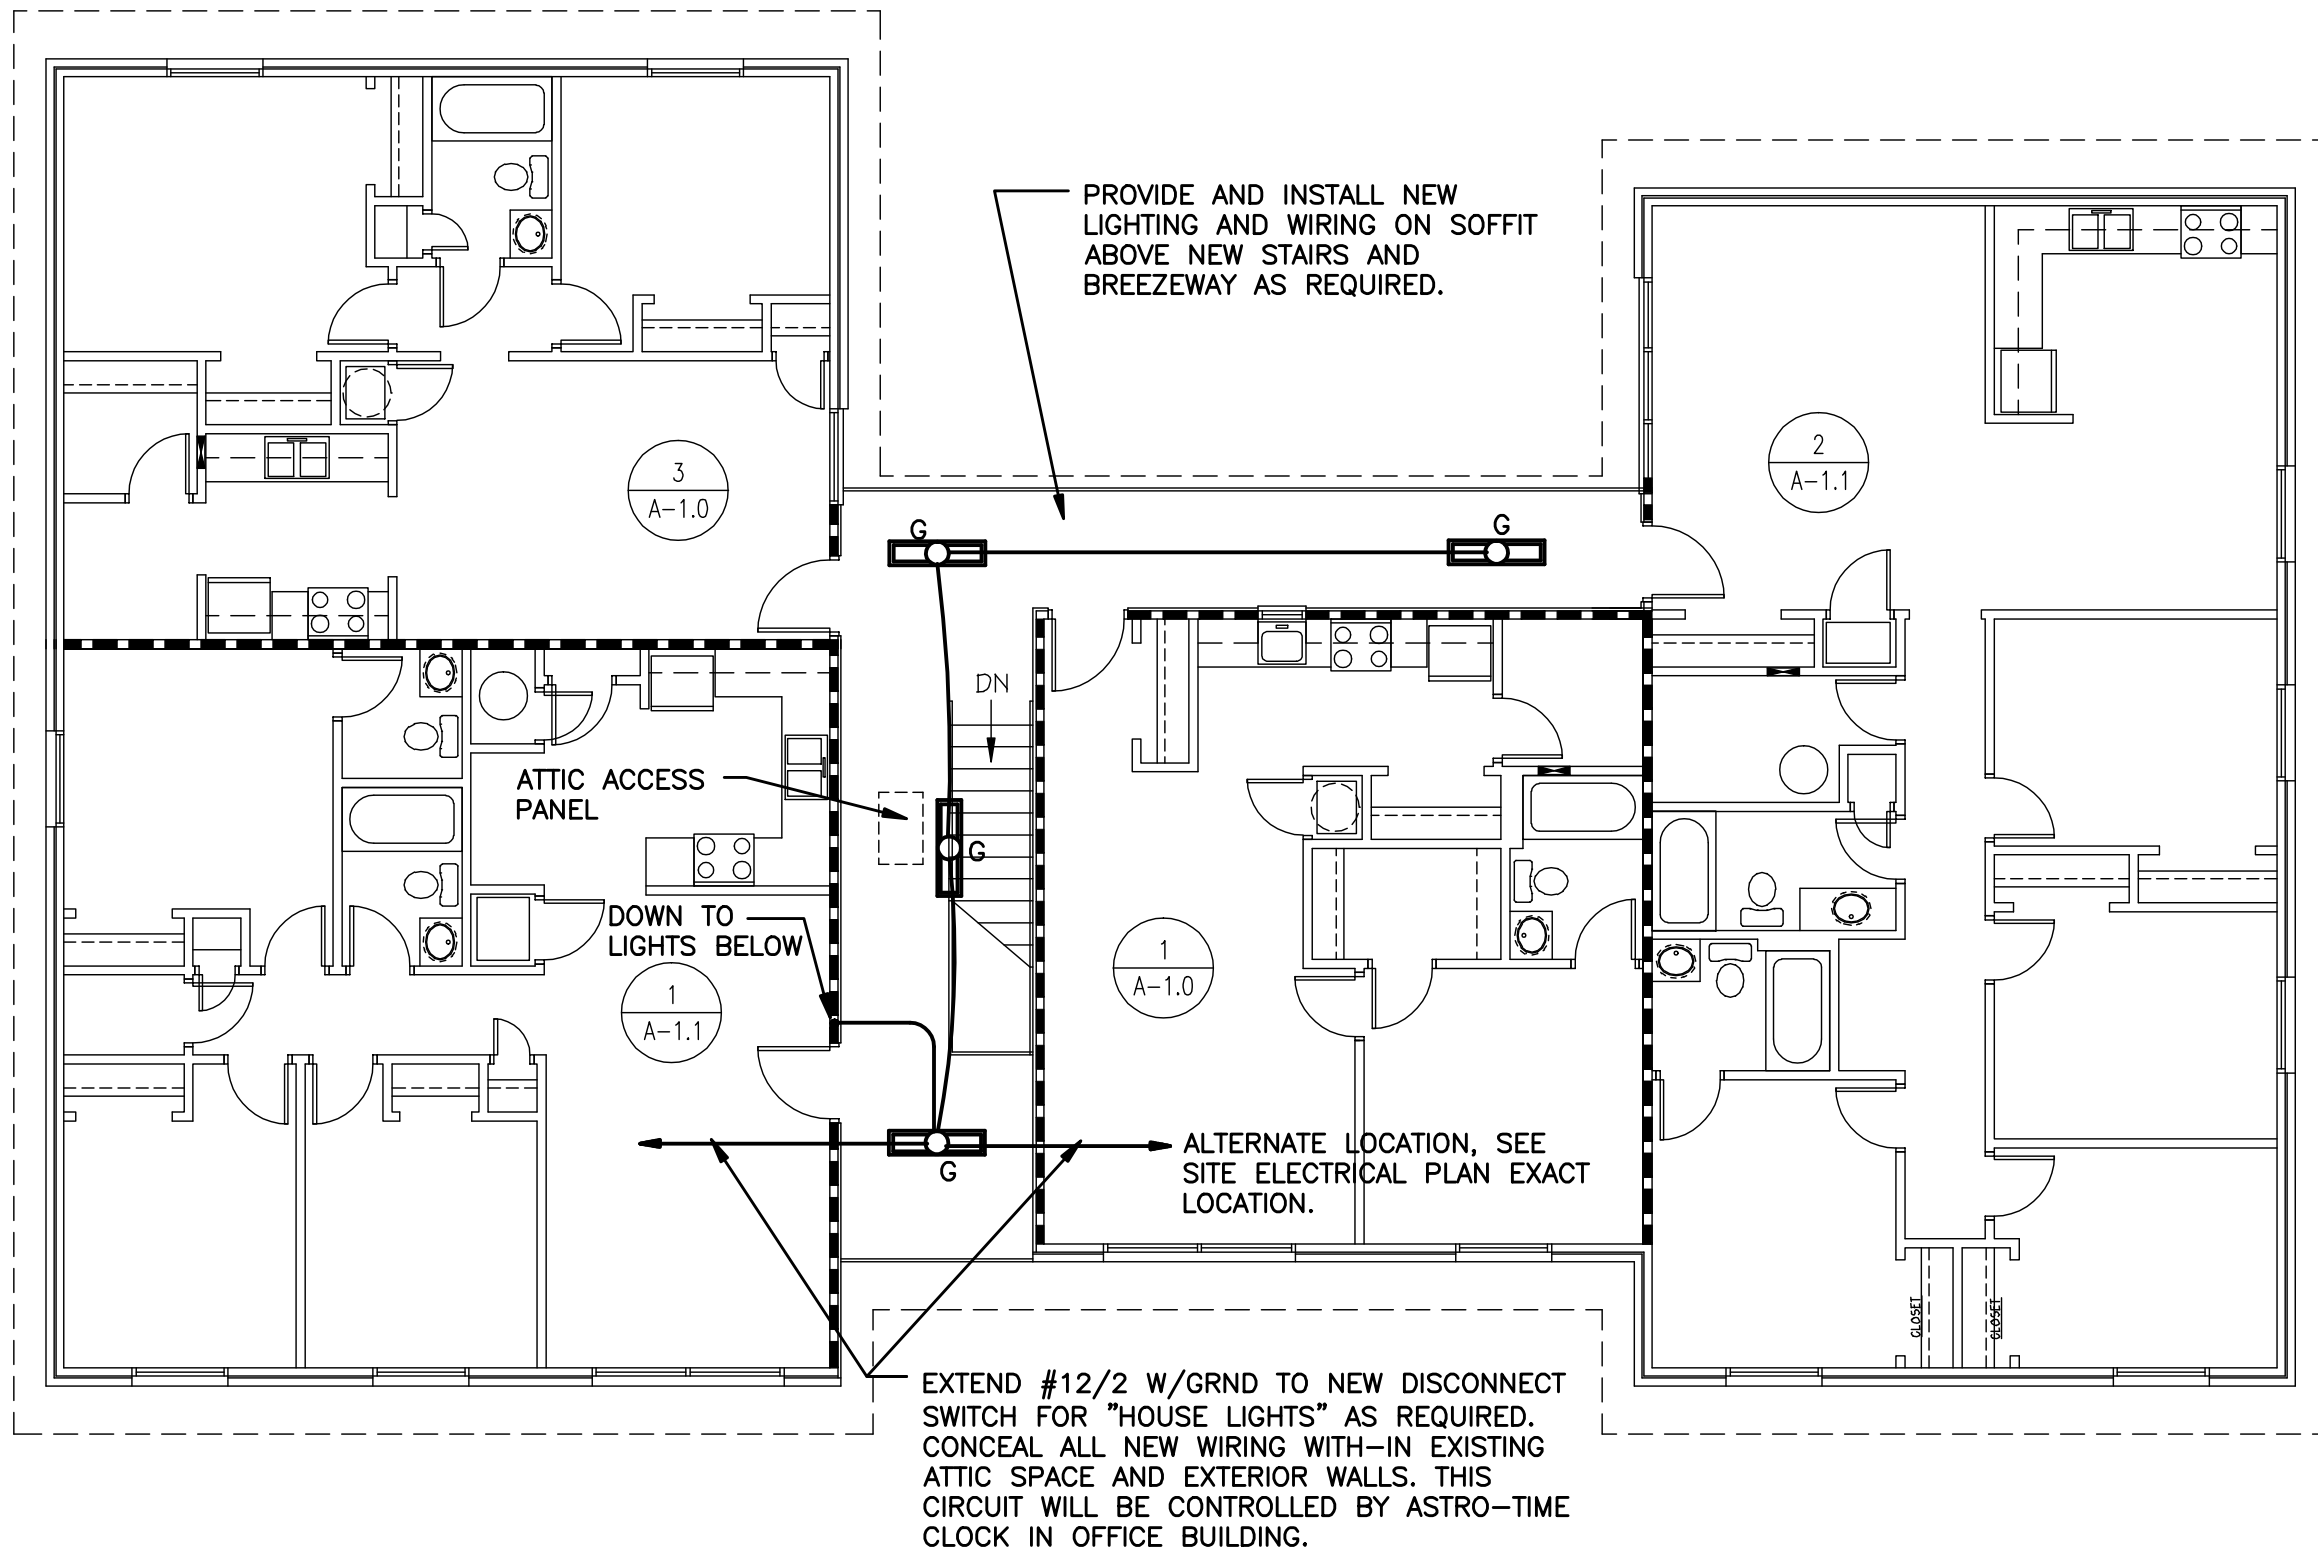 PROVIDE AND INSTALL NEW
LIGHTING AND WIRING ON SOFFIT
ABOVE NEW STAIRS AND
BREEZEWAY AS REQUIRED.
2
A-1.1
3
A-1.0
G
G
DN
ATTIC ACCESS
PANEL
G
DOWN TO
LIGHTS BELOW
1
A-1.0
1
A-1.1
G
ALTERNATE LOCATION, SEE
SITE ELECTRICAL PLAN EXACT
LOCATION.
CLOSET
CLOSET
EXTEND #12/2 W/GRND TO NEW DISCONNECT
SWITCH FOR "HOUSE LIGHTS" AS REQUIRED.
CONCEAL ALL NEW WIRING WITH-IN EXISTING
ATTIC SPACE AND EXTERIOR WALLS. THIS
CIRCUIT WILL BE CONTROLLED BY ASTRO-TIME
CLOCK IN OFFICE BUILDING.